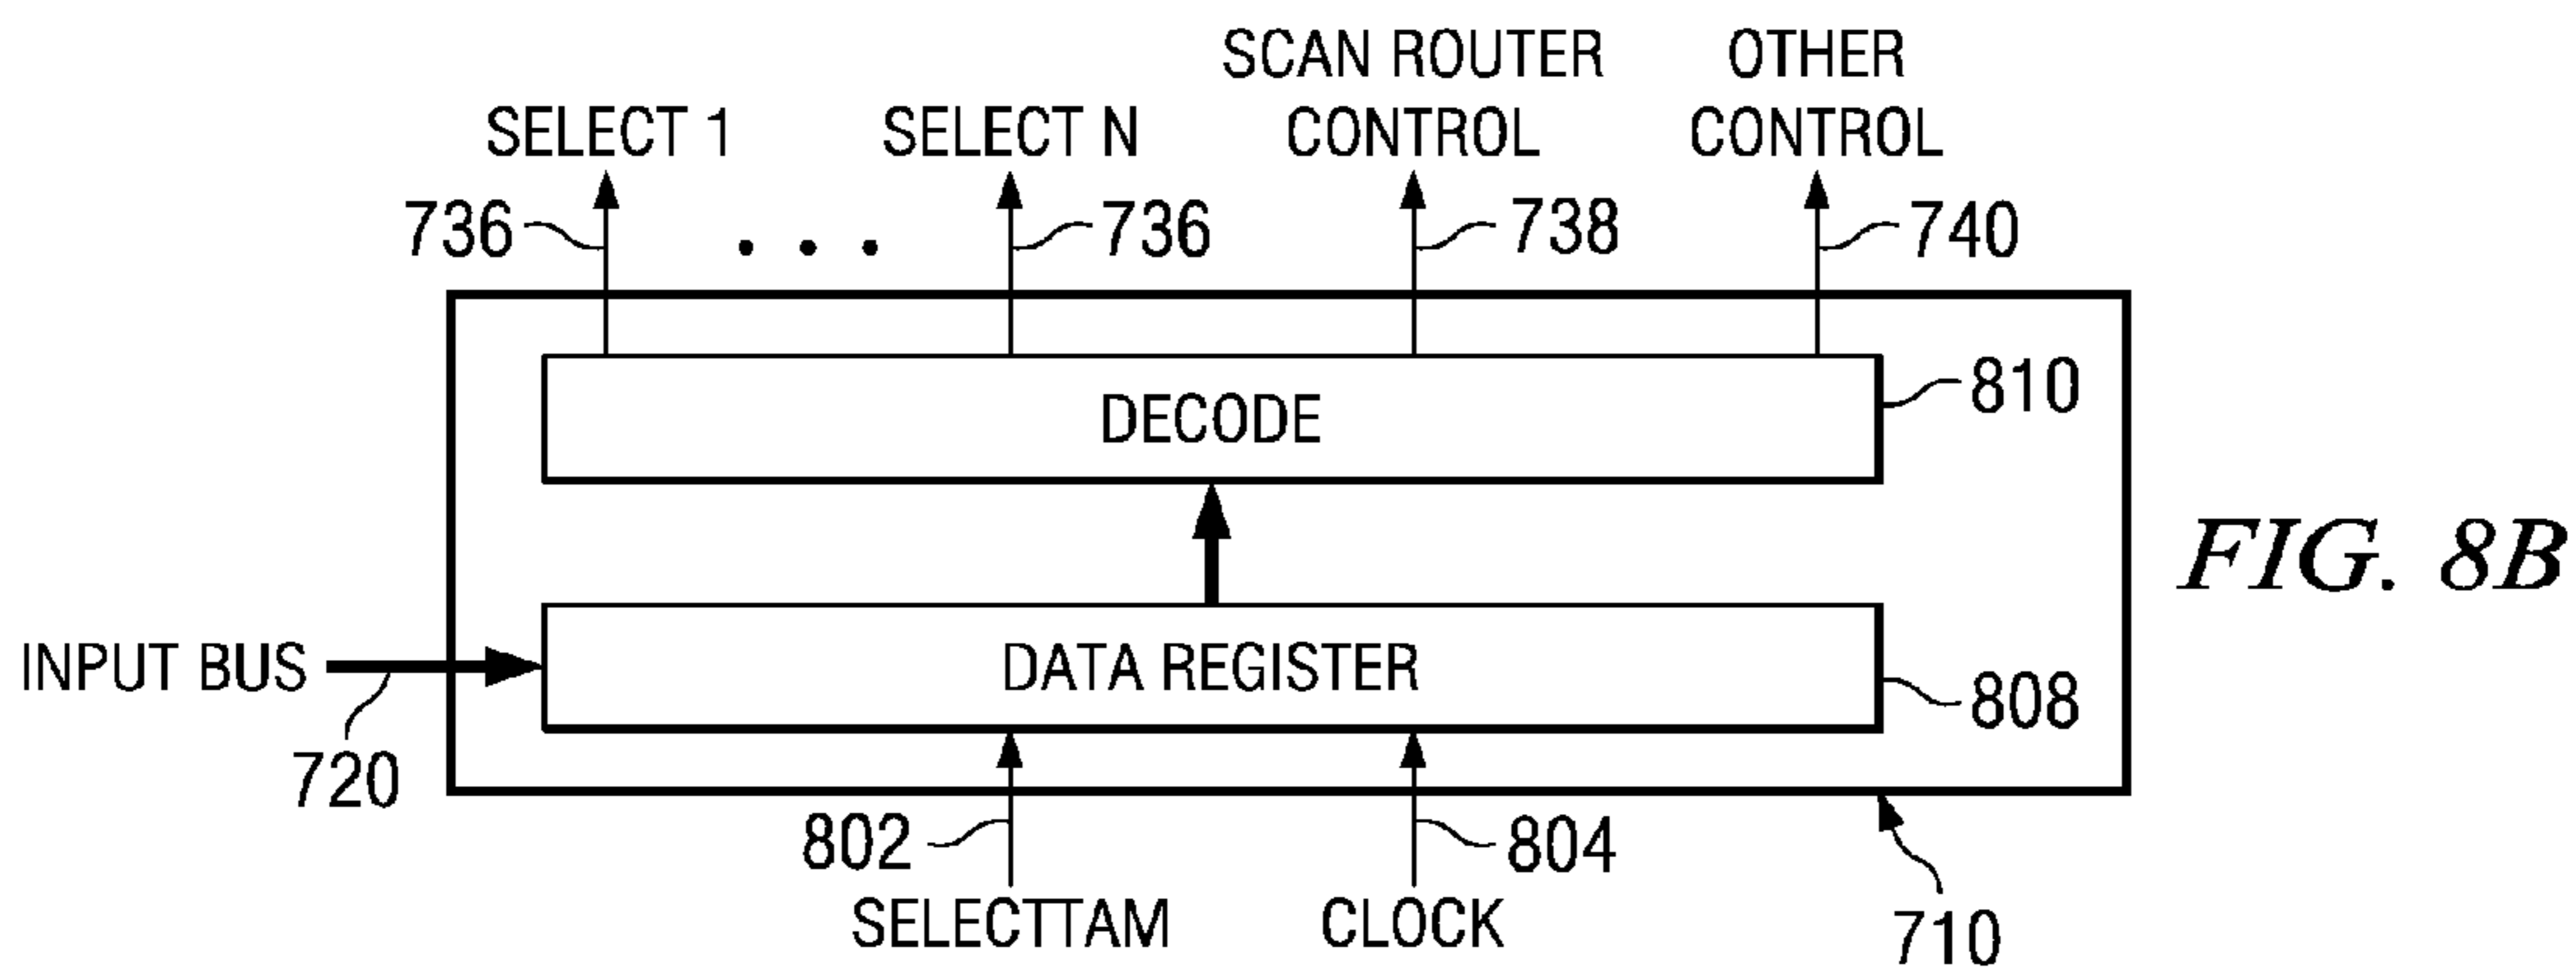 SCAN ROUTER
CONTROL
OTHER
CONTROL
SELECT 1
SELECT N
736
736
738
740
DECODE
810
FIG. 8B
INPUT BUS
DATA REGISTER
808
720
802
804
SELECTTAM
CLOCK
710